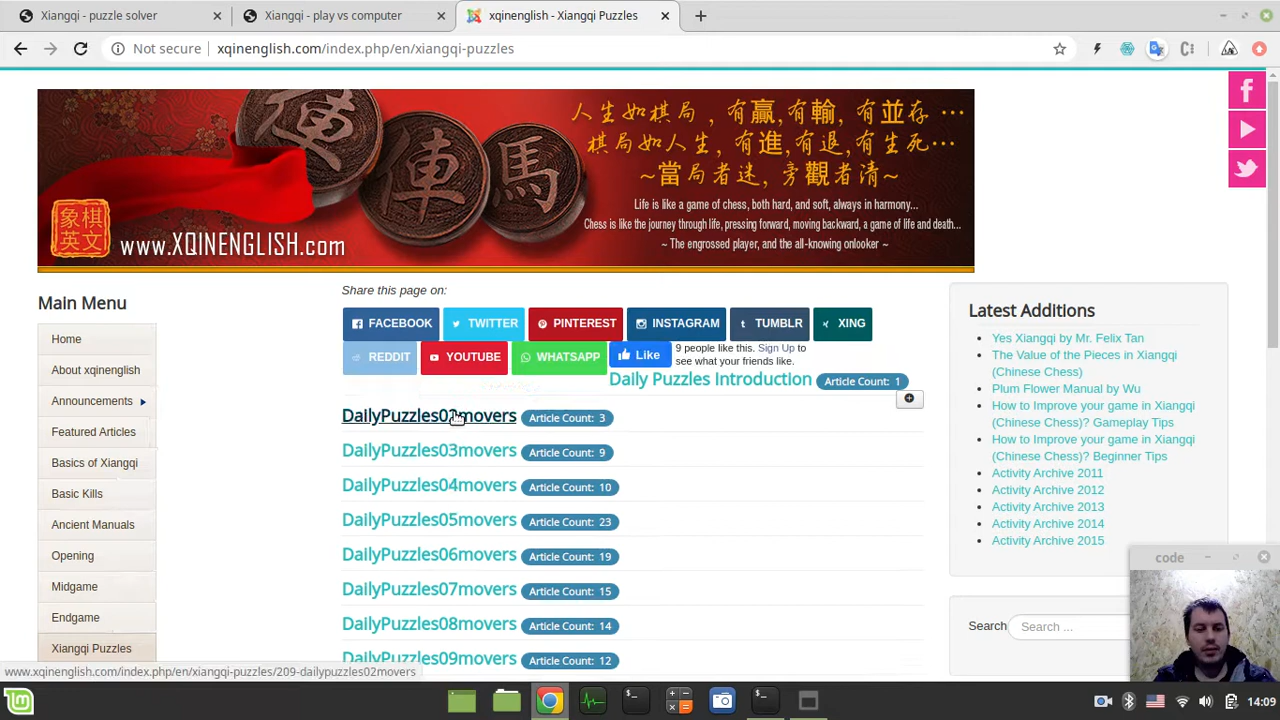 Xiangqi - puzzle solver
Xiangqi - play vs computer
xqinenglish - Xiangqi Puzzles
Not secure
xqinenglish.com/index.php/en/xiangqi-puzzles
人生如棋局，有贏,有輸，有並存…
棋局如人生，有進,有退,有生死…
~當局者迷，旁觀者清~
車 馬
Life is like a game of chess, both hard, and soft, always in harmony...
Chess is like the journey through life, pressing forward, moving backward, a game of life and death...
~ The engrossed player, and the all-knowing onlooker ~
象棋
英文
www.XQINENGLISH.com
Main Menu
Home
About xqinenglish
Announcements
Featured Articles
Basics of Xiangqi
Basic Kills
Ancient Manuals
Opening
Midgame
Endgame
Xiangqi Puzzles
Share this page on:
FACEBOOK
TWITTER
PINTEREST
INSTAGRAM
TUMBLR
XING
REDDIT
YOUTUBE
WHATSAPP
Like
9 people like this. Sign Up to
see what your friends like.
Daily Puzzles Introduction
Article Count: 1
DailyPuzzles02movers
Article Count: 3
DailyPuzzles03movers
Article Count: 9
DailyPuzzles04movers
Article Count: 10
DailyPuzzles05movers
Article Count: 23
DailyPuzzles06movers
Article Count: 19
DailyPuzzles07movers
Article Count: 15
DailyPuzzles08movers
Article Count: 14
DailyPuzzles09movers
Article Count: 12
Latest Additions
Yes Xiangqi by Mr. Felix Tan
The Value of the Pieces in Xiangqi
(Chinese Chess)
Plum Flower Manual by Wu
How to Improve your game in Xiangqi
(Chinese Chess)? Gameplay Tips
How to Improve your game in Xiangqi
(Chinese Chess)? Beginner Tips
Activity Archive 2011
Activity Archive 2012
Activity Archive 2013
Activity Archive 2014
Activity Archive 2015
Search
Search ...
code
www.xqinenglish.com/index.php/en/xiangqi-puzzles/209-dailypuzzles02movers
14:09